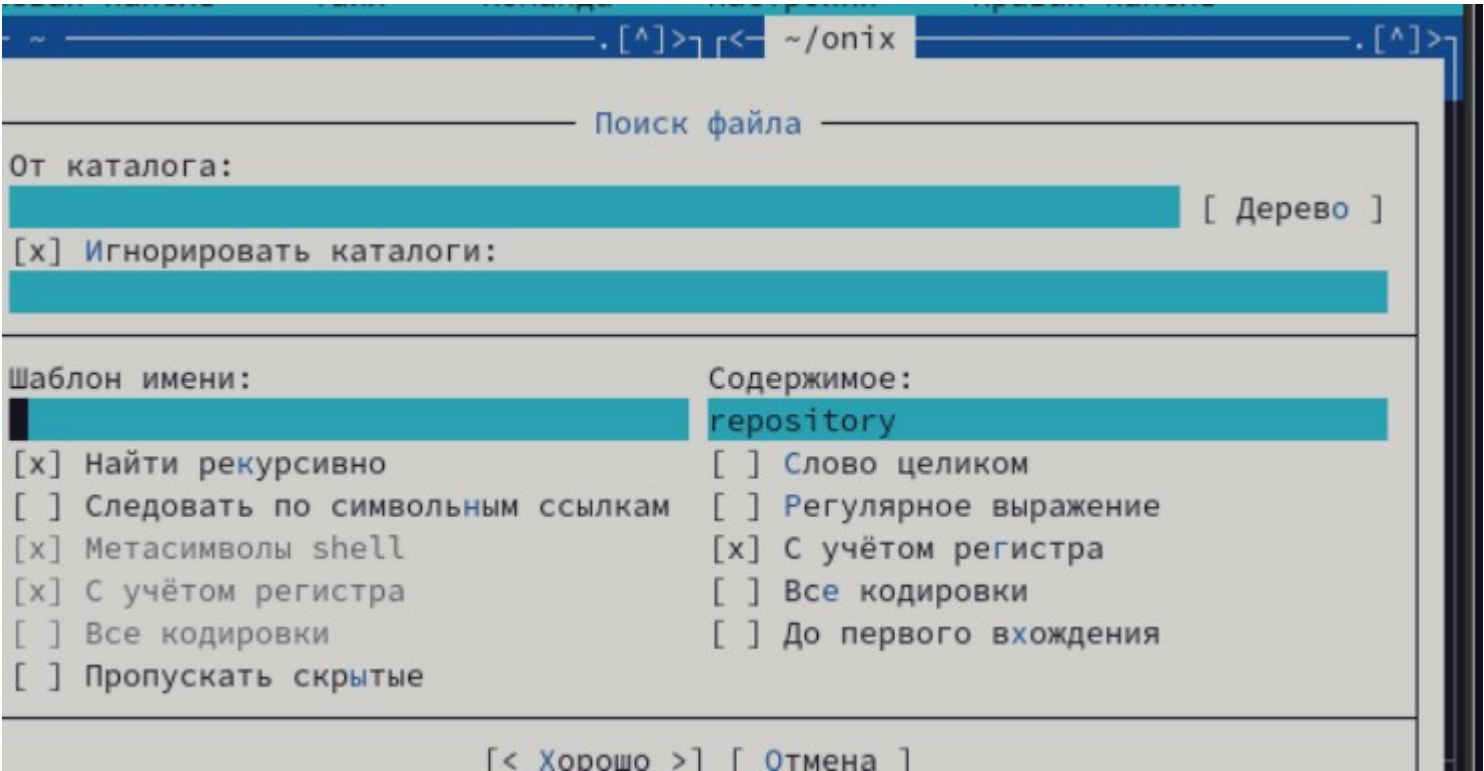 ~ .[^]>┐┌<─ ~/onix .[^]>┐
Поиск файла
От каталога:
[ Дерево ]
[x] Игнорировать каталоги:
Шаблон имени: Содержимое:
repository
[x] Найти рекурсивно [ ] Слово целиком
[ ] Следовать по символьным ссылкам [ ] Регулярное выражение
[x] Метасимволы shell [x] С учётом регистра
[x] С учётом регистра [ ] Все кодировки
[ ] Все кодировки [ ] До первого вхождения
[ ] Пропускать скрытые
[< Хорошо >] [ Отмена ]